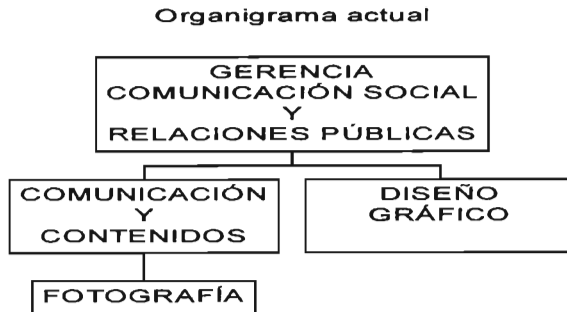 Organigrama actual
GERENCIA
COMUNICACIÓN SOCIAL
Y
RELACIONES PÚBLICAS
COMUNICACIÓN
Y
CONTENIDOS
DISEÑO
GRÁFICO
FOTOGRAFÍA